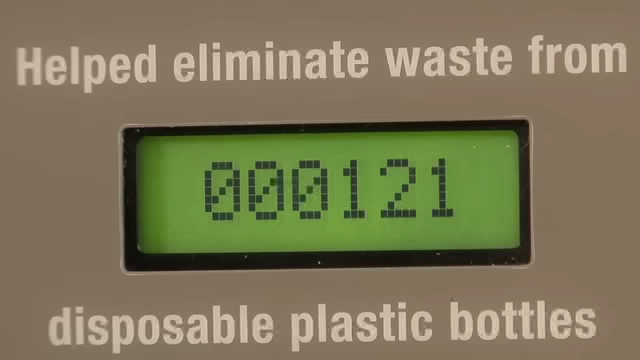 Helped eliminate waste from
000121
disposable plastic bottles